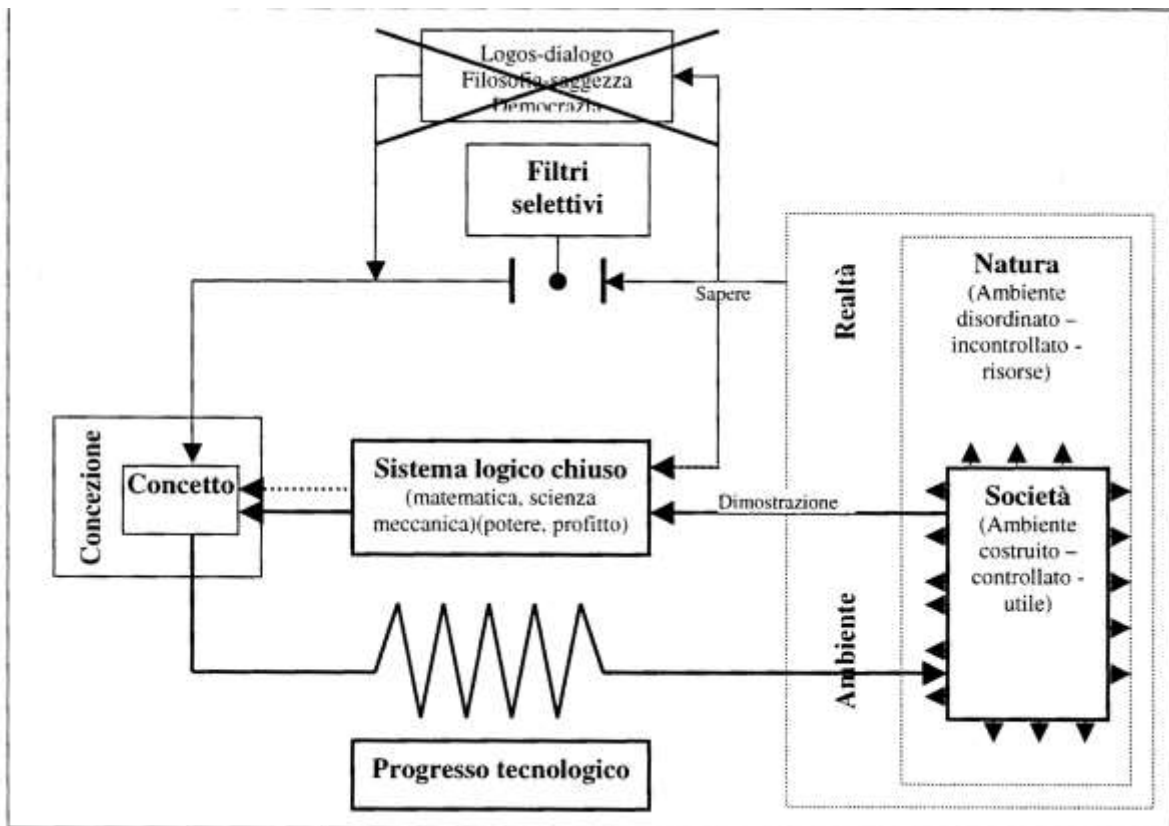 Logos-dialogo
Filosofia-saggezza
Democrazia
Filtri
selettivi
Sapere
Realtà
Natura
(Ambiente
disordinato –
incontrollato -
risorse)
Concezione
Concetto
Sistema logico chiuso
(matematica, scienza
meccanica)(potere, profitto)
Dimostrazione
Società
(Ambiente
costruito –
controllato -
utile)
Ambiente
Progresso tecnologico